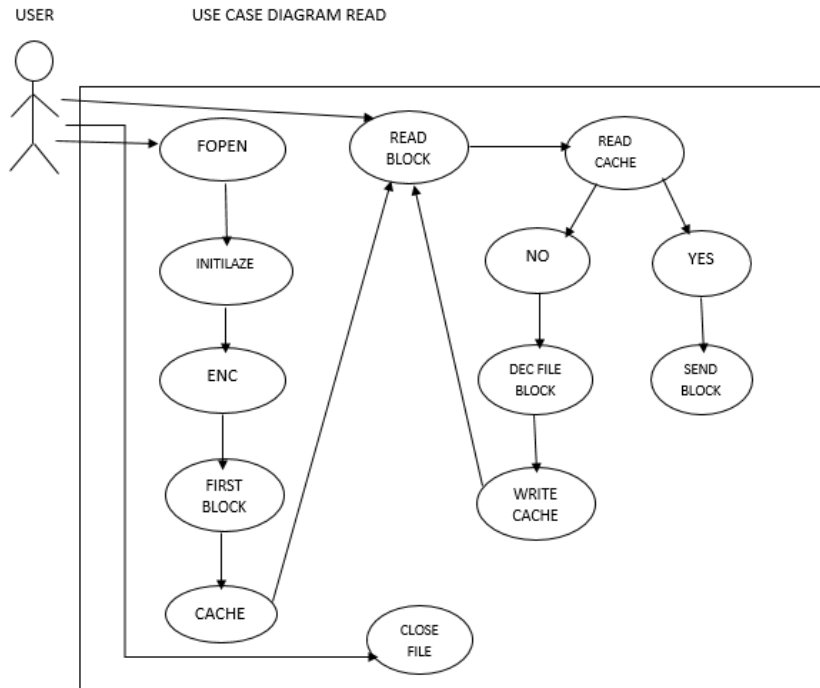 USER
USE CASE DIAGRAM READ
FOPEN
INITILAZE
ENC
FIRST
BLOCK
CACHE
READ
BLOCK
READ
CACHE
NO
YES
DEC FILE
BLOCK
SEND
BLOCK
WRITE
CACHE
CLOSE
FILE